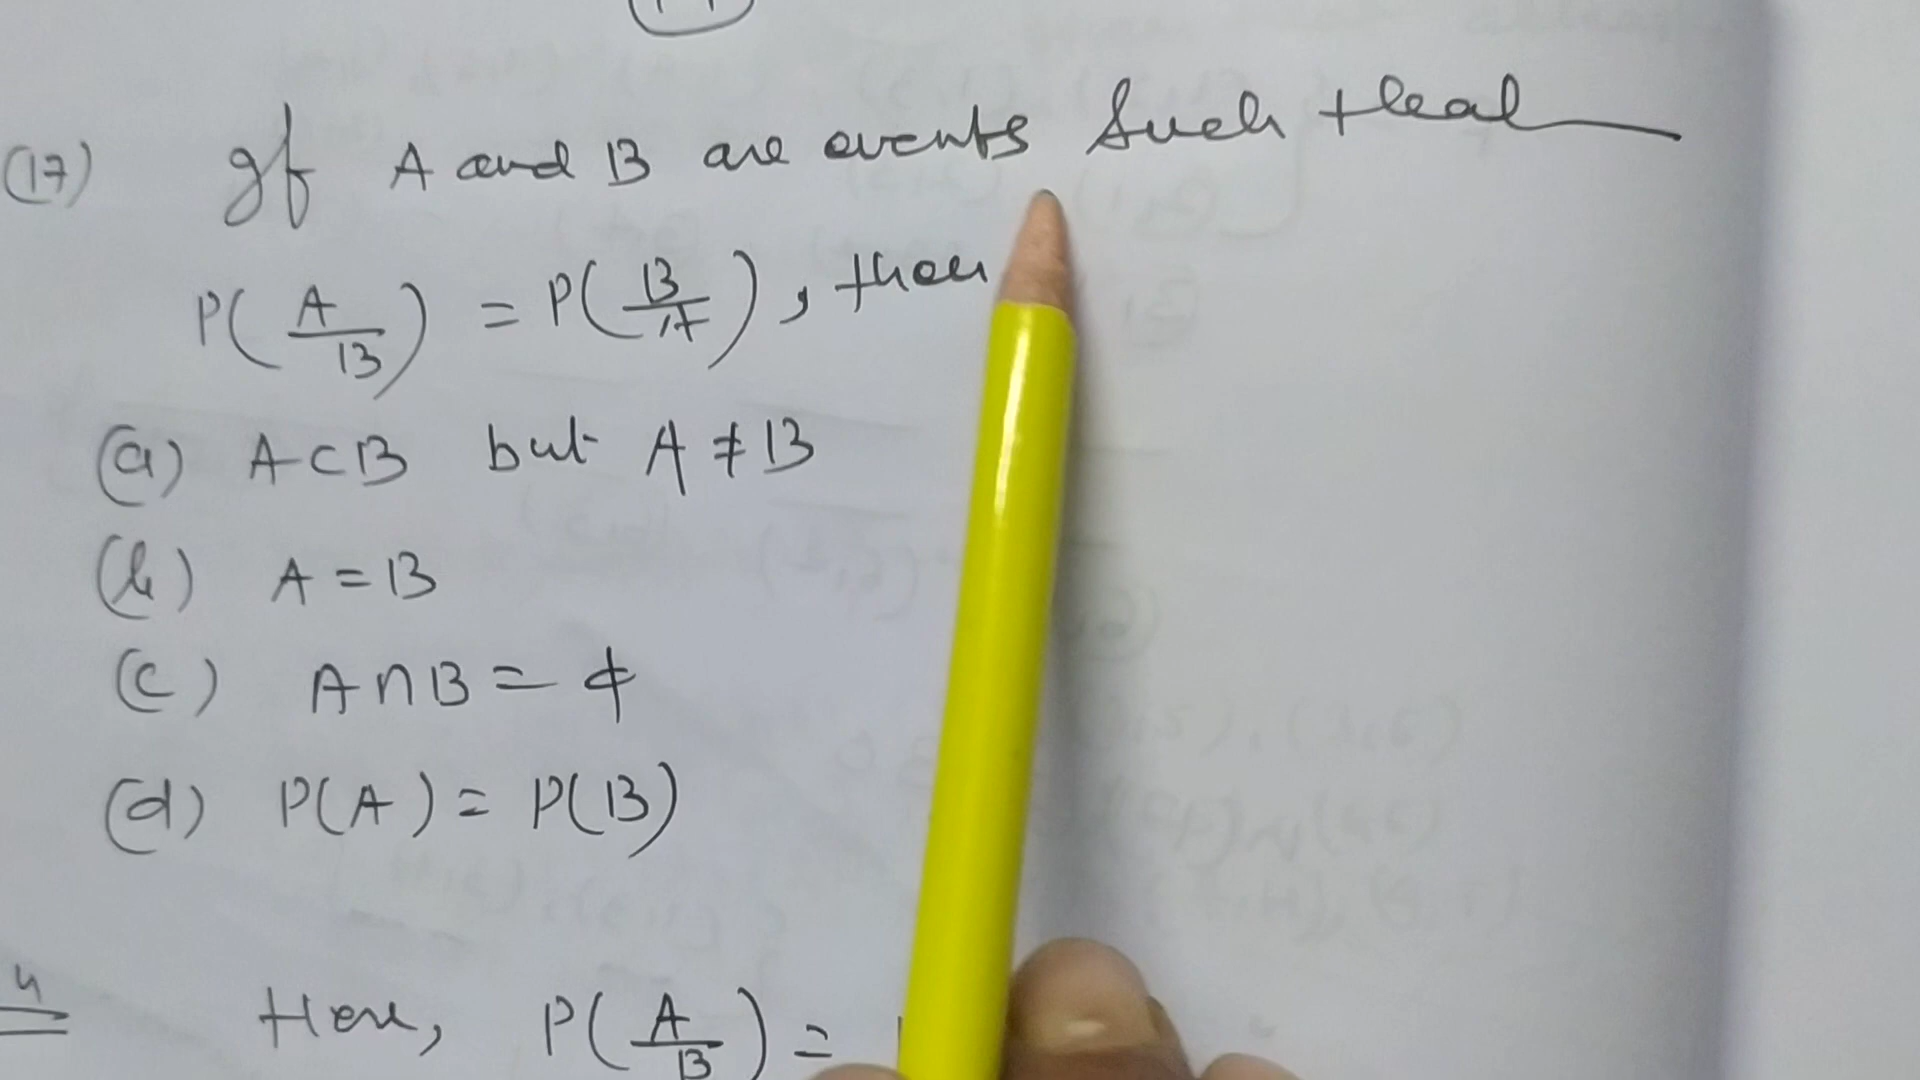 (17) If A and B are events such that
P(A/B) = P(B/A), then
(a) A⊂B but A ≠ B
(b) A = B
(c) A∩B = ϕ
(d) P(A) = P(B)
Here, P(A/B) =